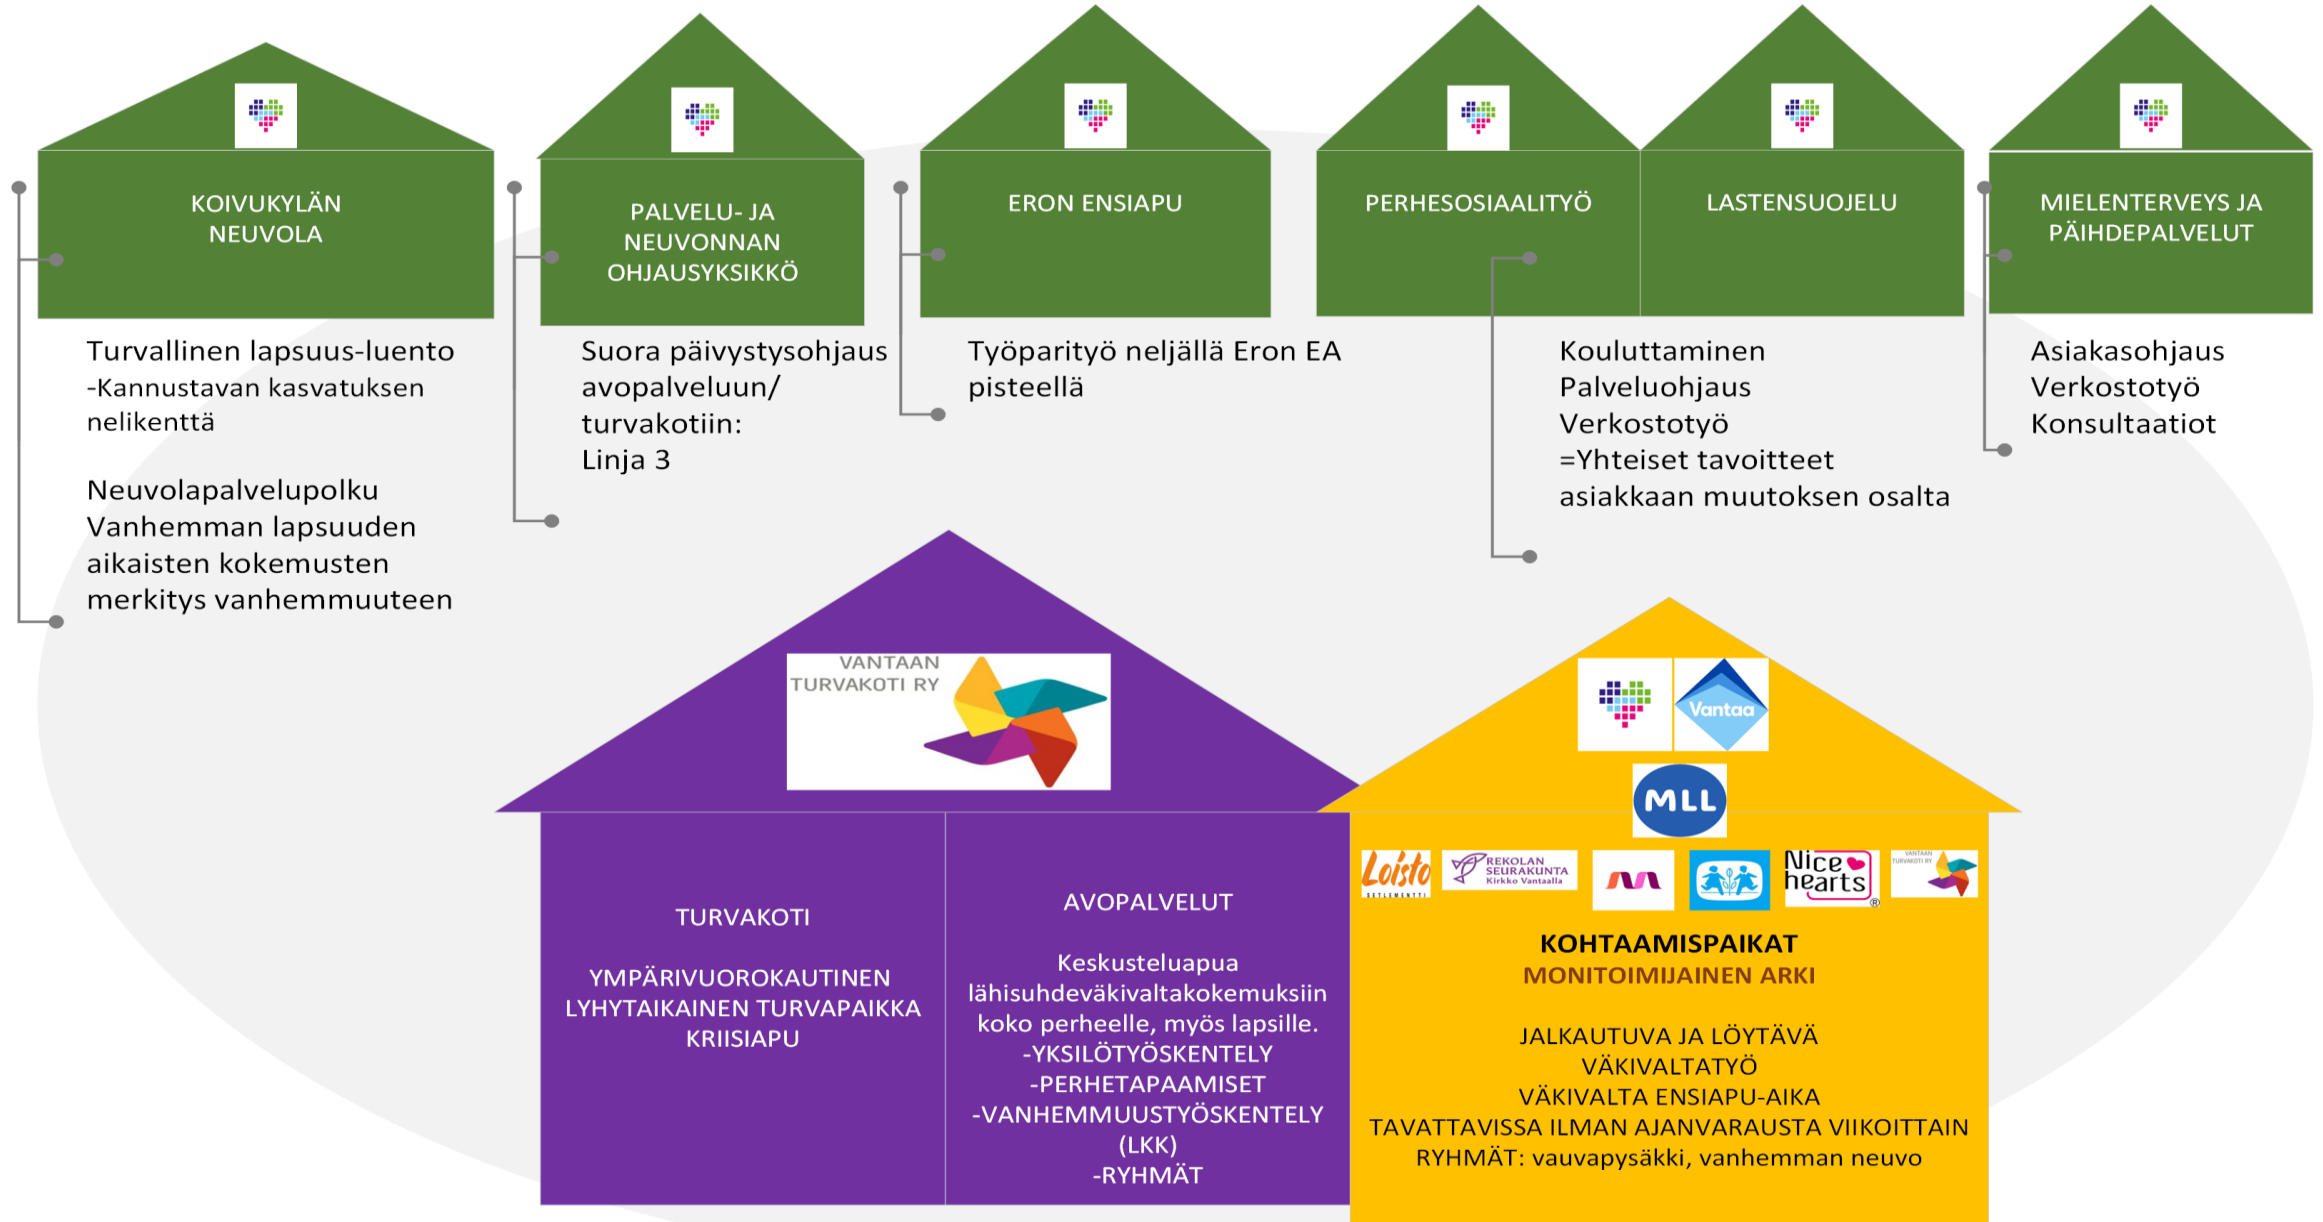 KOIVUKYLÄN
NEUVOLA
Turvallinen lapsuus-luento
-Kannustavan kasvatuksen
nelikenttä
Neuvolapalvelupolku
Vanhemman lapsuuden
aikaisten kokemusten
merkitys vanhemmuuteen
PALVELU- JA
NEUVONNAN
OHJAUSYKSIKKÖ
Suora päivystysohjaus
avopalveluun/
turvakotiin:
Linja 3
ERON ENSIAPU
Työparityö neljällä Eron EA
pisteellä
PERHESOSIAALITYÖ
LASTENSUOJELU
Kouluttaminen
Palveluohjaus
Verkostotyö
=Yhteiset tavoitteet
asiakkaan muutoksen osalta
MIELENTERVEYS JA
PÄIHDEPALVELUT
Asiakasohjaus
Verkostotyö
Konsultaatiot
VANTAAN
TURVAKOTI RY
TURVAKOTI
YMPÄRIVUOROKAUTINEN
LYHYTAIKAINEN TURVAPAIKKA
KRIISIAPU
AVOPALVELUT
Keskusteluapua
lähisuhdeväkivaltakokemuksiin
koko perheelle, myös lapsille.
-YKSILÖTYÖSKENTELY
-PERHETAPAAMISET
-VANHEMMUUSTYÖSKENTELY
(LKK)
-RYHMÄT
Vantaa
MLL
Loisto
SETLEMENTTI
REKOLAN
SEURAKUNTA
Kirkko Vantaalla
Nice
hearts
®
VANTAAN
TURVAKOTI RY
KOHTAAMISPAIKAT
MONITOIMIJAINEN ARKI
JALKAUTUVA JA LÖYTÄVÄ
VÄKIVALTATYÖ
VÄKIVALTA ENSIAPU-AIKA
TAVATTAVISSA ILMAN AJANVARAUSTA VIIKOITTAIN
RYHMÄT: vauvapysäkki, vanhemman neuvo